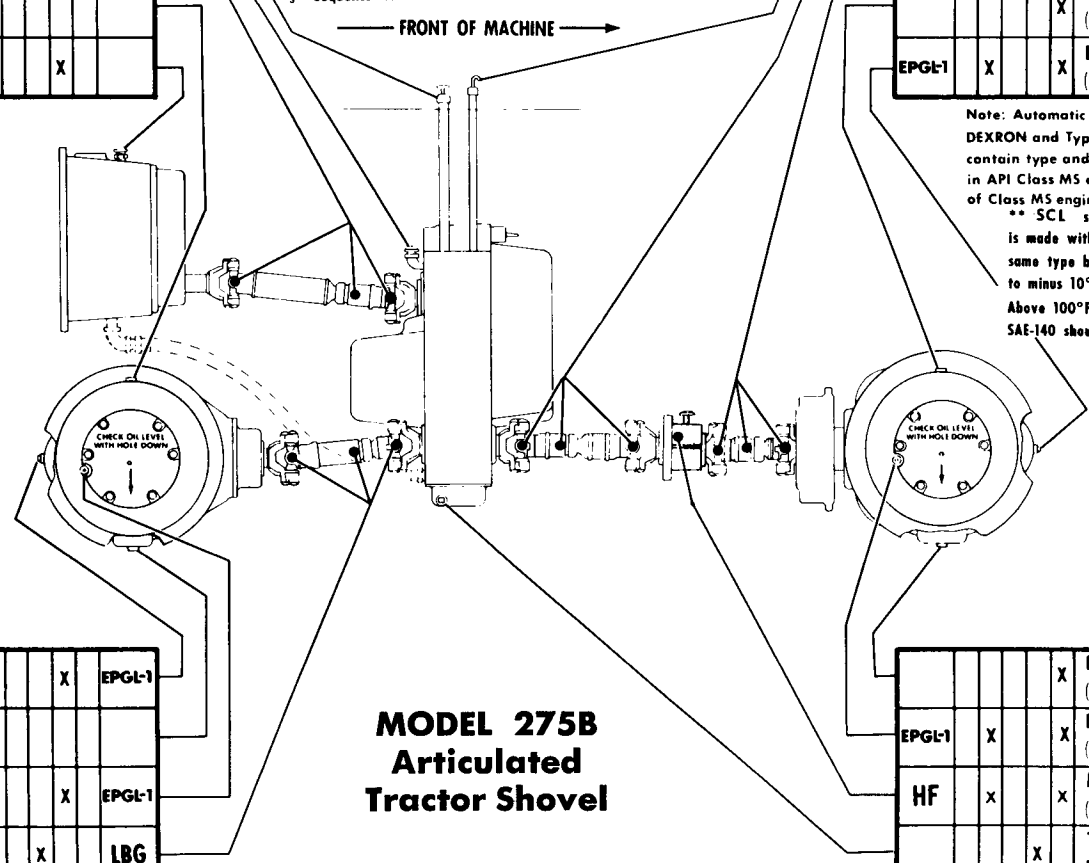 FRONT OF MACHINE
X
X
EPGL-1 X X
Note: Automatic
DEXRON and Typ
contain type and
in API Class MS
of Class MS engi
** SCL s
is made wit
same type b
to minus 10°
Above 100°F
SAE-140 shou
CHECK OIL LEVEL
WITH HOLE DOWN
CHECK OIL LEVEL
WITH HOLE DOWN
X EPGL-1
X EPGL-1
X LBG
MODEL 275B
Articulated
Tractor Shovel
X
EPGL-1 X X
HF X X
X